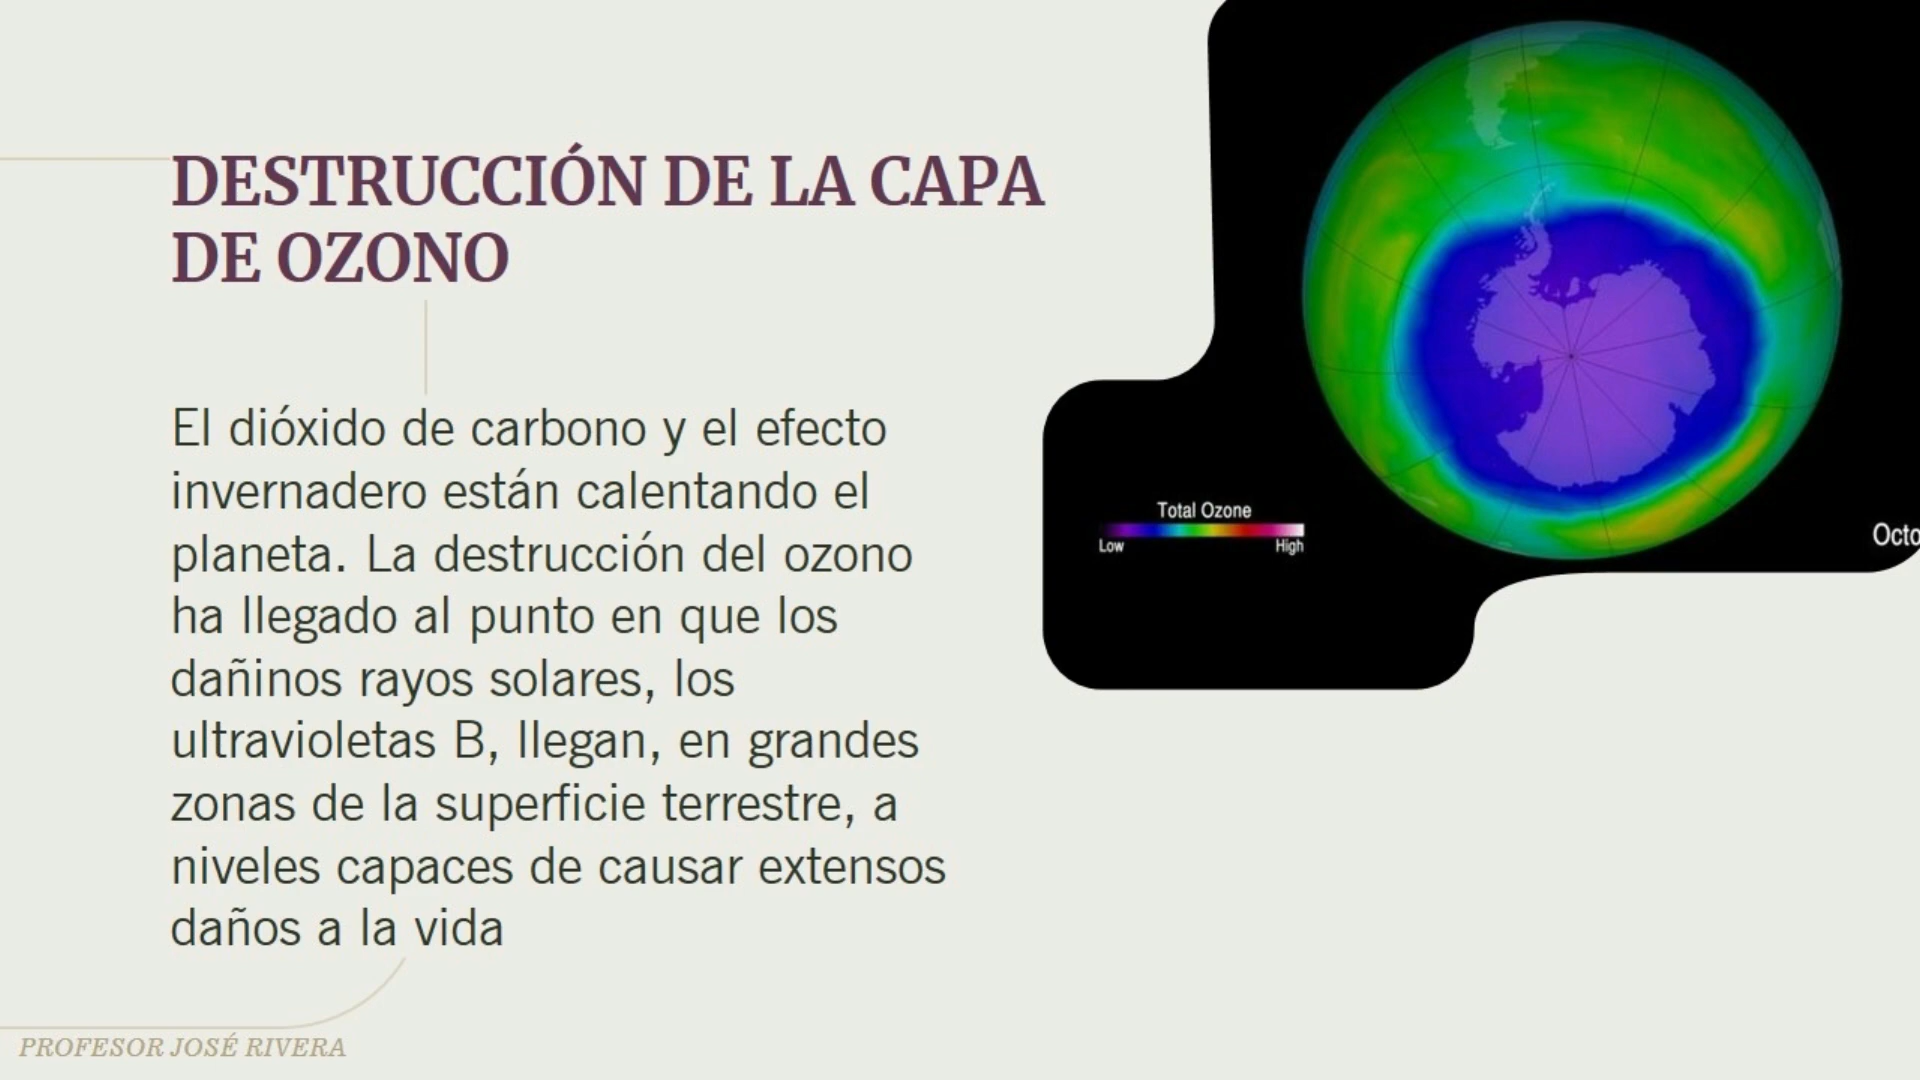 DESTRUCCIÓN DE LA CAPA
DE OZONO
El dióxido de carbono y el efecto
invernadero están calentando el
planeta. La destrucción del ozono
ha llegado al punto en que los
dañinos rayos solares, los
ultravioletas B, llegan, en grandes
zonas de la superficie terrestre, a
niveles capaces de causar extensos
daños a la vida
Total Ozone
Low High
Octo
PROFESOR JOSÉ RIVERA